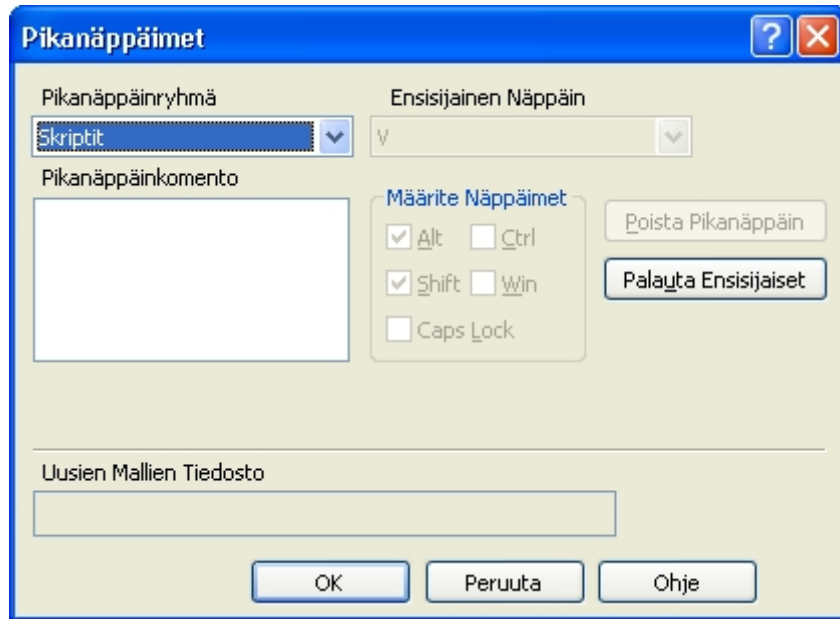 Pikanäppäimet
Pikanäppäinryhmä
Ensisijainen Näppäin
Skriptit
V
Pikanäppäinkomento
Määrite Näppäimet
Alt
Ctrl
Poista Pikanäppäin
Shift
Win
Palauta Ensisijaiset
Caps Lock
Uusien Mallien Tiedosto
OK
Peruuta
Ohje